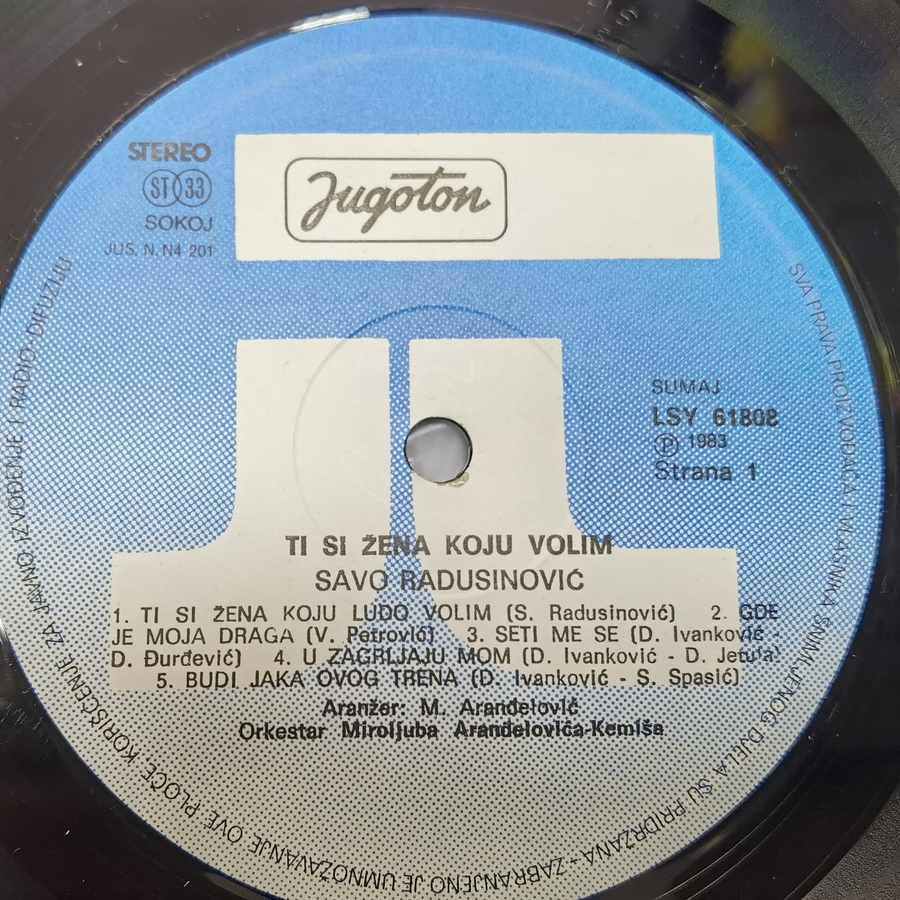 STEREO
ST 33
SOKOJ
JUS. N. N4 201
Jugoton
SUMAJ
LSY 61808
Ⓟ 1983
Strana 1
TI SI ŽENA KOJU VOLIM
SAVO RADUSINOVIĆ
1. TI SI ŽENA KOJU LUDO VOLIM (S. Radusinović) 2. GDE
JE MOJA DRAGA (V. Petrović) 3. SETI ME SE (D. Ivanković -
D. Đurđević) 4. U ZAGRLJAJU MOM (D. Ivanković - D. Jetula)
5. BUDI JAKA OVOG TRENA (D. Ivanković - S. Spasić)
Aranžer: M. Aranđelović
Orkestar Miroljuba Aranđelovića-Kemiša
SVA PRAVA PROIZVOĐAČA I VLASNIKA SNIMLJENOG DJELA SU PRIDRŽANA - ZABRANJENO JE UMNOŽAVANJE OVE PLOČE, KORIŠĆENJE ZA JAVNO IZVOĐENJE I RADIO-DIFUZIJU